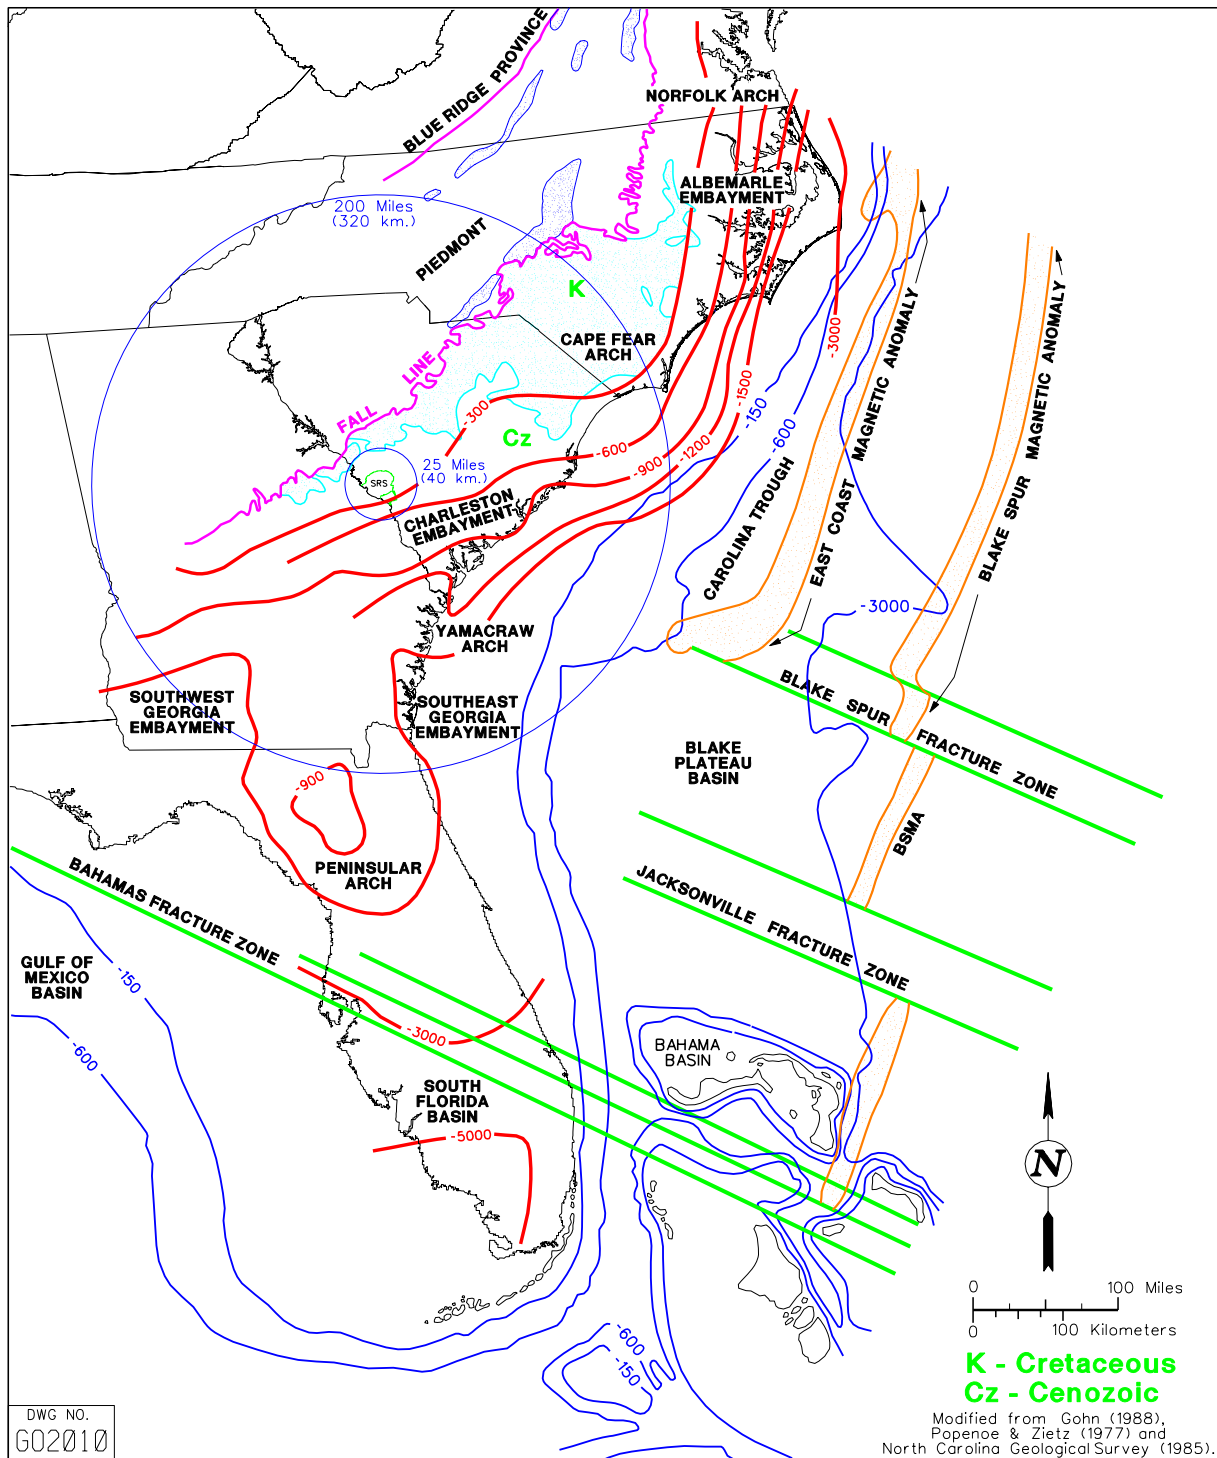 BLUE RIDGE PROVINCE
NORFOLK ARCH
ALBEMARLE
EMBAYMENT
200 Miles
(320 km.)
PIEDMONT
K
CAPE FEAR
ARCH
FALL LINE
-300
Cz
-600
-900
-1200
-1500
-3000
-150
-600
25 Miles
(40 km.)
SRS
CHARLESTON
EMBAYMENT
CAROLINA TROUGH
EAST COAST MAGNETIC ANOMALY
BLAKE SPUR MAGNETIC ANOMALY
-3000
YAMACRAW
ARCH
SOUTHWEST
GEORGIA
EMBAYMENT
SOUTHEAST
GEORGIA
EMBAYMENT
BLAKE SPUR FRACTURE ZONE
BLAKE
PLATEAU
BASIN
-900
BSMA
PENINSULAR
ARCH
BAHAMAS FRACTURE ZONE
JACKSONVILLE FRACTURE ZONE
GULF OF
MEXICO
BASIN
-150
-600
-3000
BAHAMA
BASIN
SOUTH
FLORIDA
BASIN
-5000
N
0 100 Miles
0 100 Kilometers
-600
-150
K - Cretaceous
Cz - Cenozoic
Modified from Gohn (1988),
Popenoe & Zietz (1977) and
North Carolina Geological Survey (1985).
DWG NO.
G02010